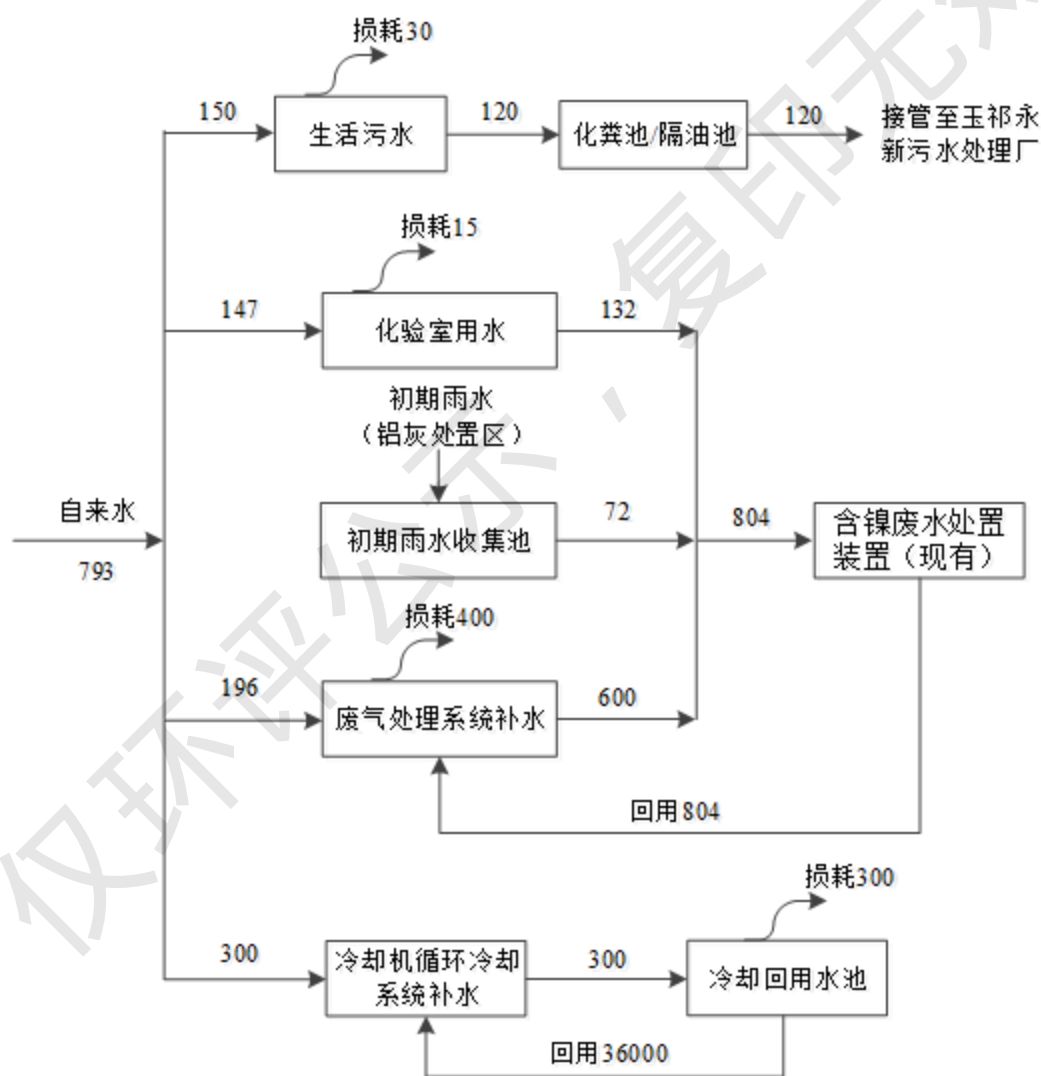 损耗30
150
生活污水
120
化粪池/隔油池
120
接管至玉祁永
新污水处理厂
损耗15
147
化验室用水
132
初期雨水
（铝灰处置区）
自来水
793
初期雨水收集池
72
804
含镍废水处置
装置（现有）
损耗400
196
废气处理系统补水
600
回用804
损耗300
300
冷却机循环冷却
系统补水
300
冷却回用水池
回用36000
仅环评公示，复印无效